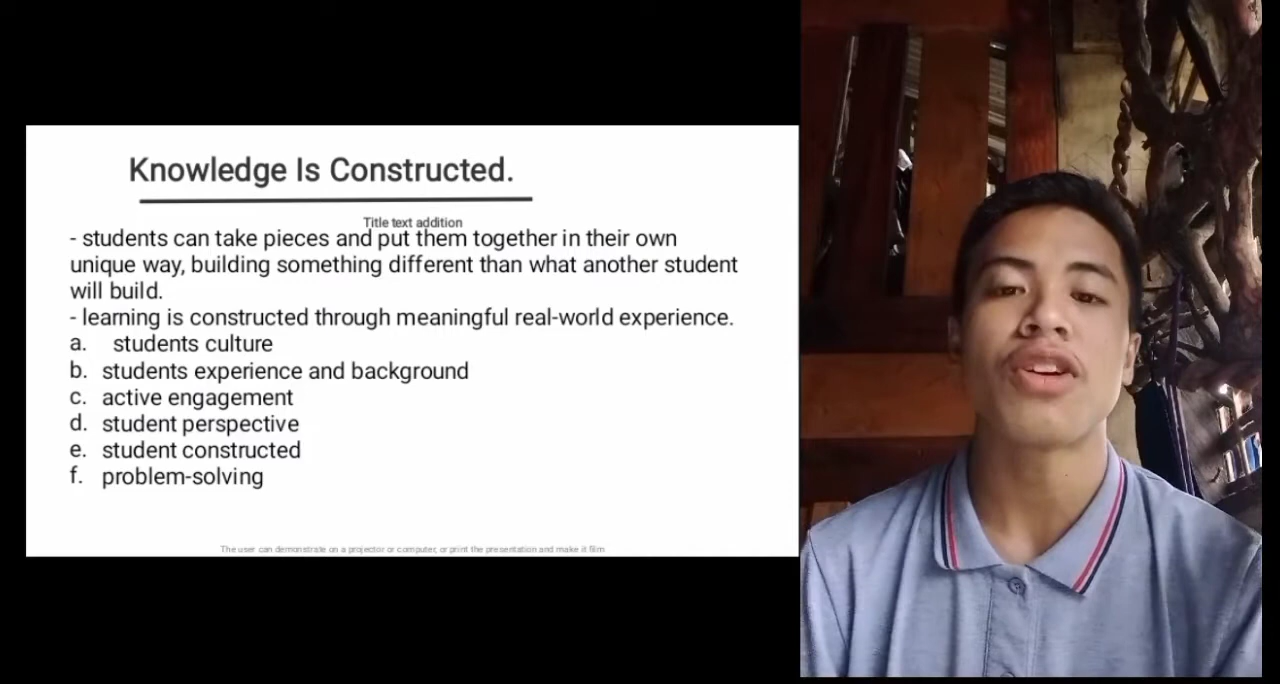 Knowledge Is Constructed.
Title text addition
- students can take pieces and put them together in their own
unique way, building something different than what another student
will build.
- learning is constructed through meaningful real-world experience.
a. students culture
b. students experience and background
c. active engagement
d. student perspective
e. student constructed
f. problem-solving
The user can demonstrate on a projector or computer, or print the presentation and make it film